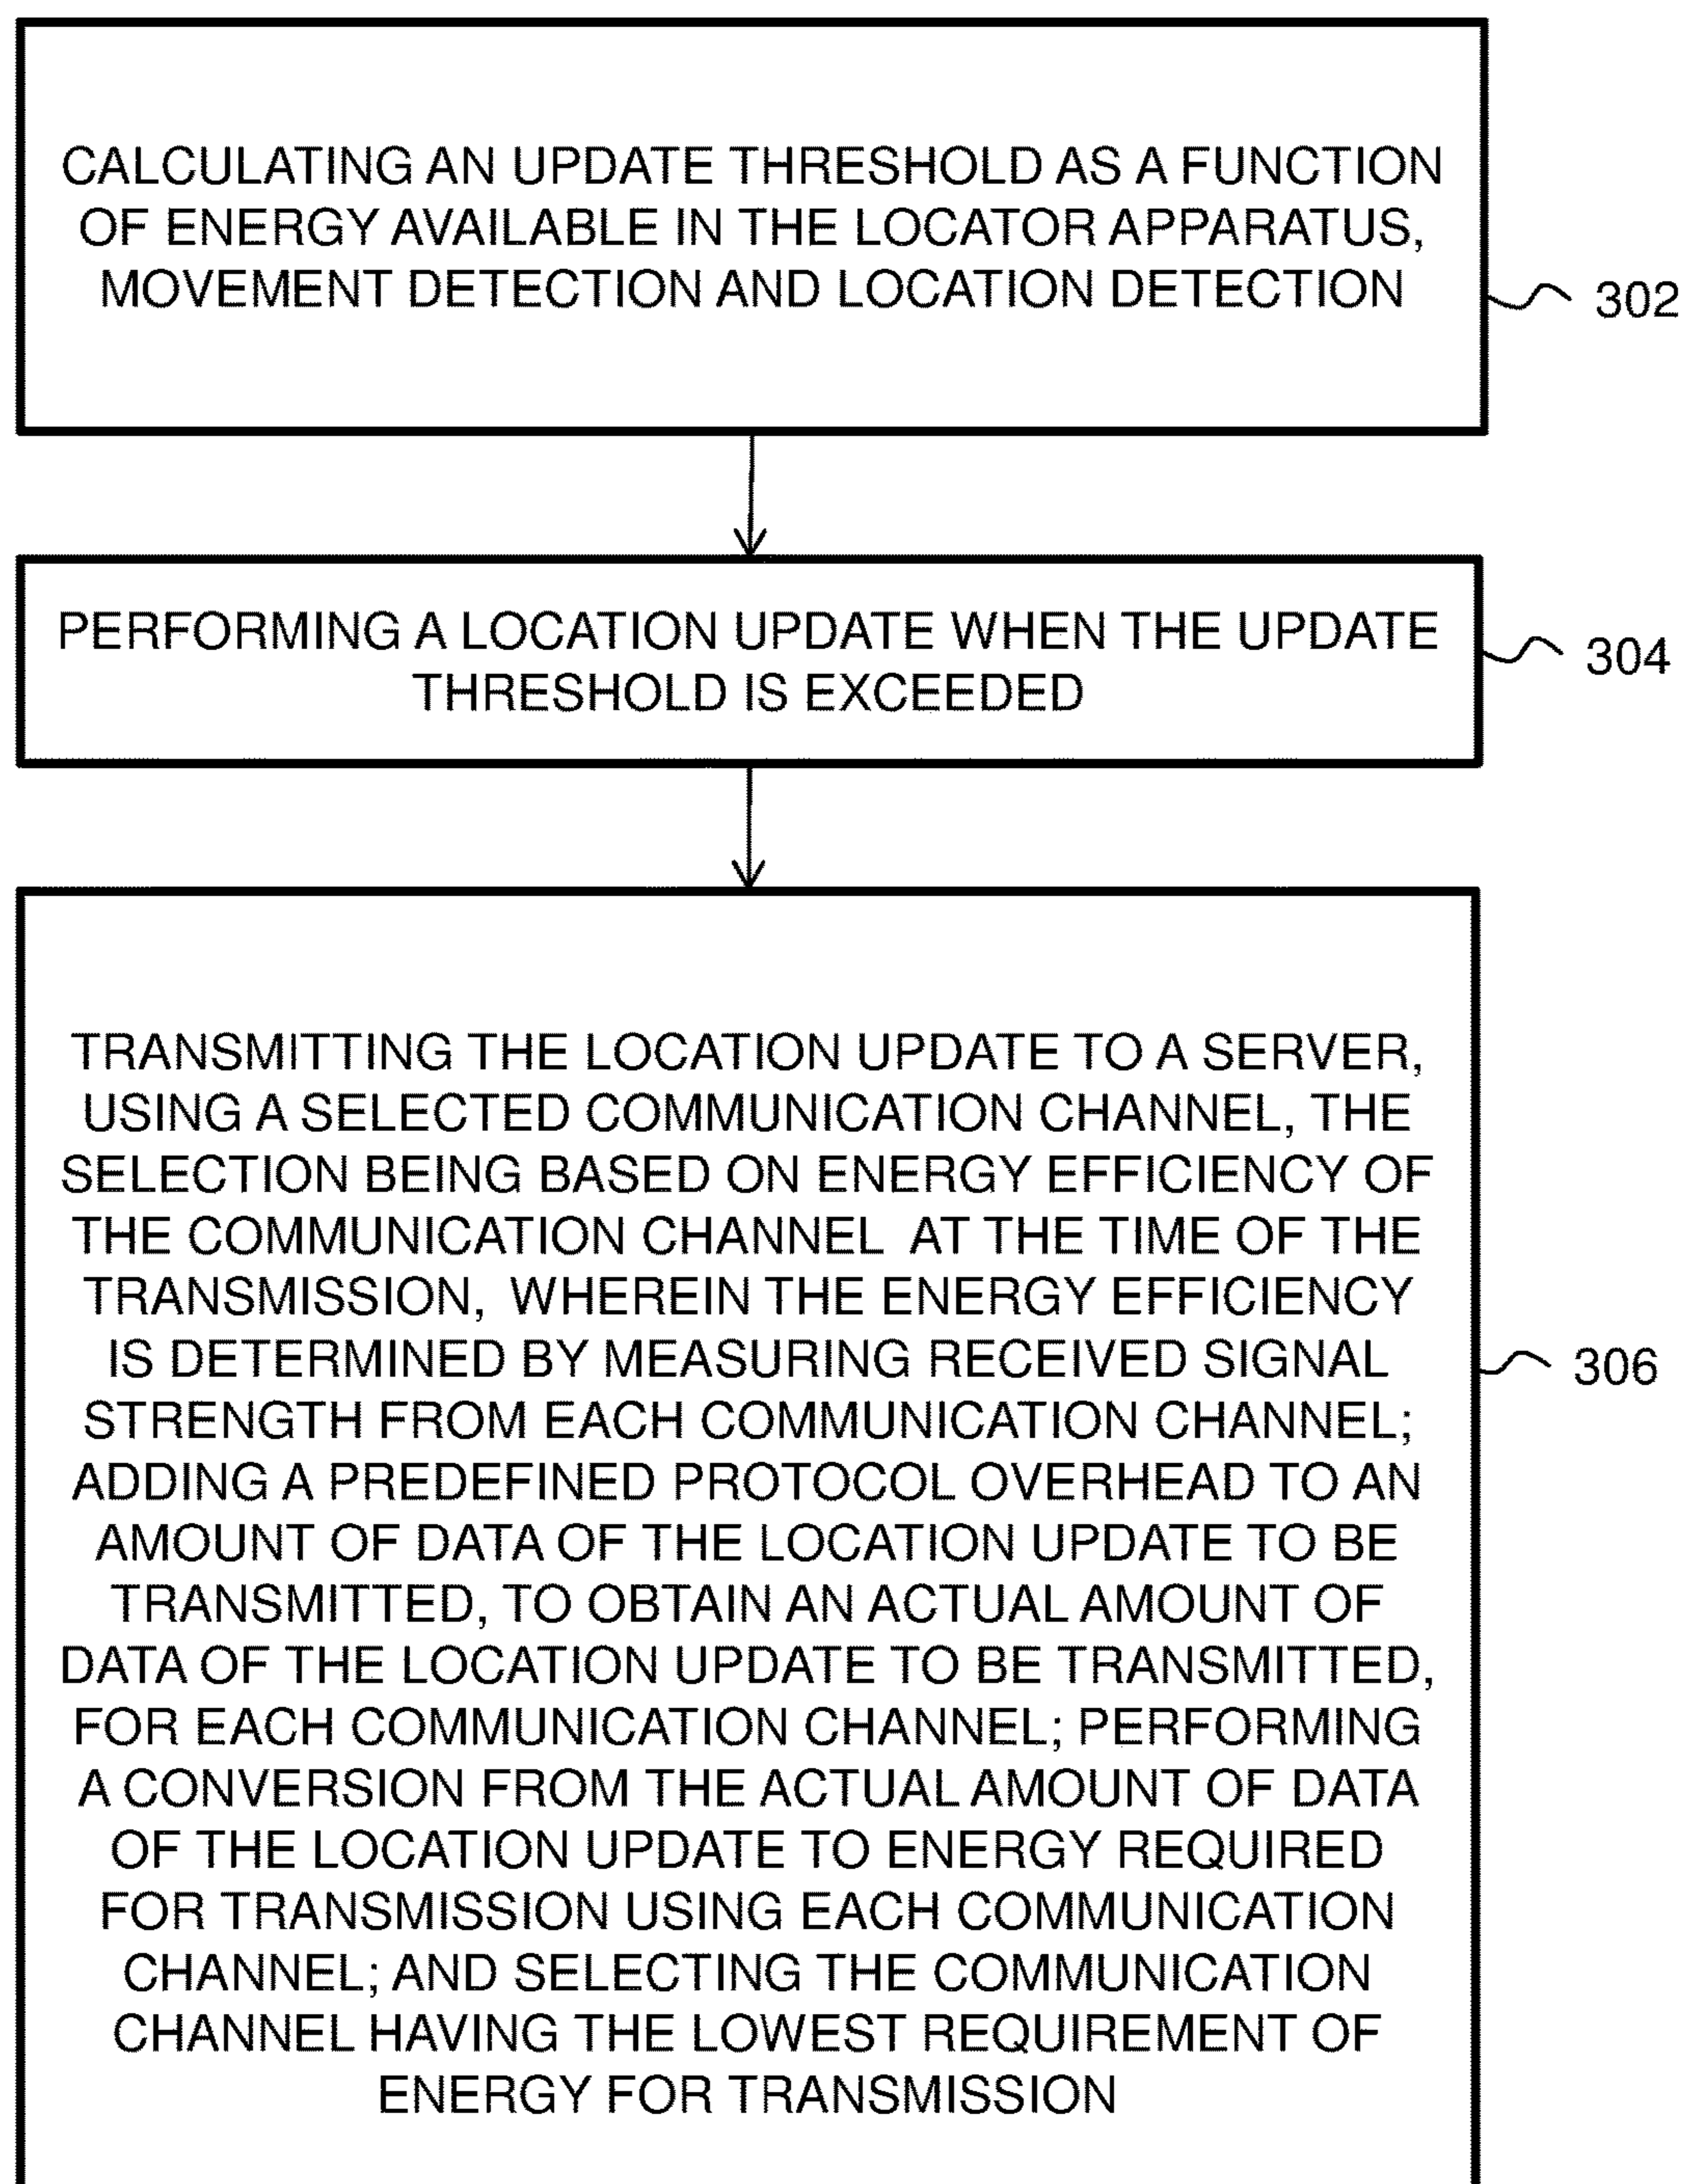 CALCULATING AN UPDATE THRESHOLD AS A FUNCTION
OF ENERGY AVAILABLE IN THE LOCATOR APPARATUS,
MOVEMENT DETECTION AND LOCATION DETECTION
302
PERFORMING A LOCATION UPDATE WHEN THE UPDATE
THRESHOLD IS EXCEEDED
304
TRANSMITTING THE LOCATION UPDATE TO A SERVER,
USING A SELECTED COMMUNICATION CHANNEL, THE
SELECTION BEING BASED ON ENERGY EFFICIENCY OF
THE COMMUNICATION CHANNEL AT THE TIME OF THE
TRANSMISSION, WHEREIN THE ENERGY EFFICIENCY
IS DETERMINED BY MEASURING RECEIVED SIGNAL
STRENGTH FROM EACH COMMUNICATION CHANNEL;
ADDING A PREDEFINED PROTOCOL OVERHEAD TO AN
AMOUNT OF DATA OF THE LOCATION UPDATE TO BE
TRANSMITTED, TO OBTAIN AN ACTUAL AMOUNT OF
DATA OF THE LOCATION UPDATE TO BE TRANSMITTED,
FOR EACH COMMUNICATION CHANNEL; PERFORMING
A CONVERSION FROM THE ACTUAL AMOUNT OF DATA
OF THE LOCATION UPDATE TO ENERGY REQUIRED
FOR TRANSMISSION USING EACH COMMUNICATION
CHANNEL; AND SELECTING THE COMMUNICATION
CHANNEL HAVING THE LOWEST REQUIREMENT OF
ENERGY FOR TRANSMISSION
306